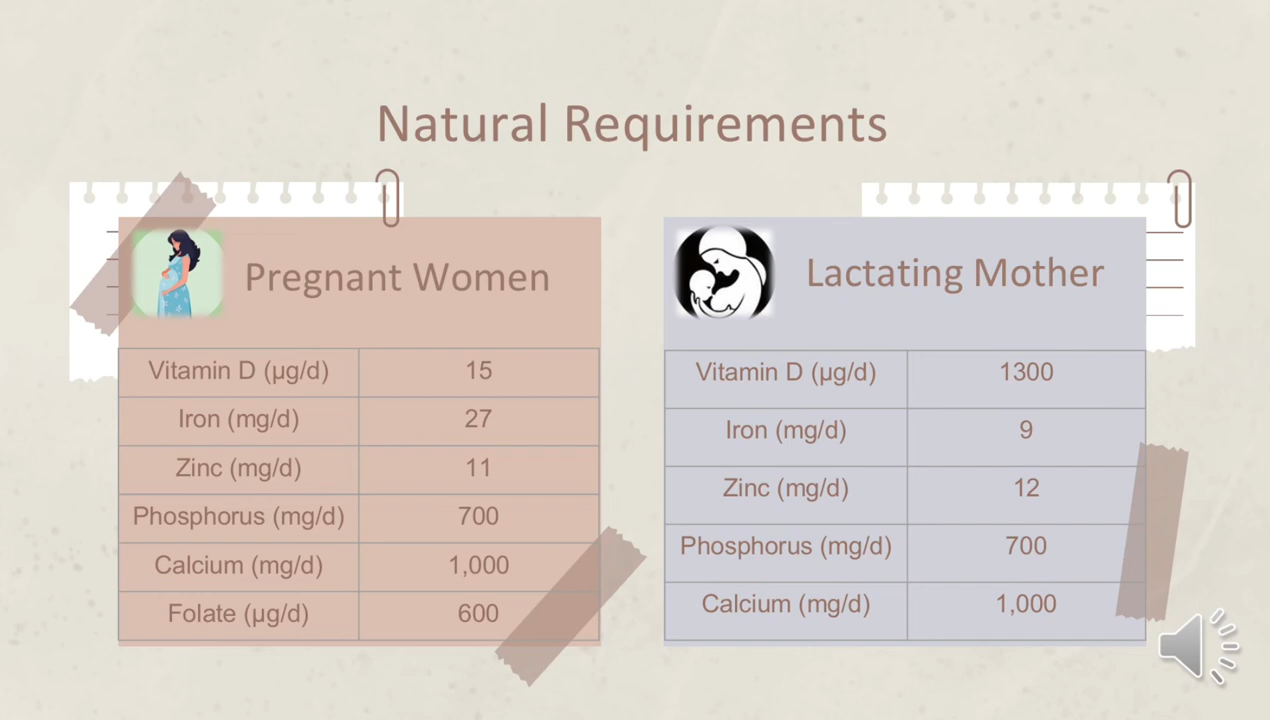 Natural Requirements
Pregnant Women
Vitamin D (µg/d) 15
Iron (mg/d) 27
Zinc (mg/d) 11
Phosphorus (mg/d) 700
Calcium (mg/d) 1,000
Folate (µg/d) 600
Lactating Mother
Vitamin D (µg/d) 1300
Iron (mg/d) 9
Zinc (mg/d) 12
Phosphorus (mg/d) 700
Calcium (mg/d) 1,000